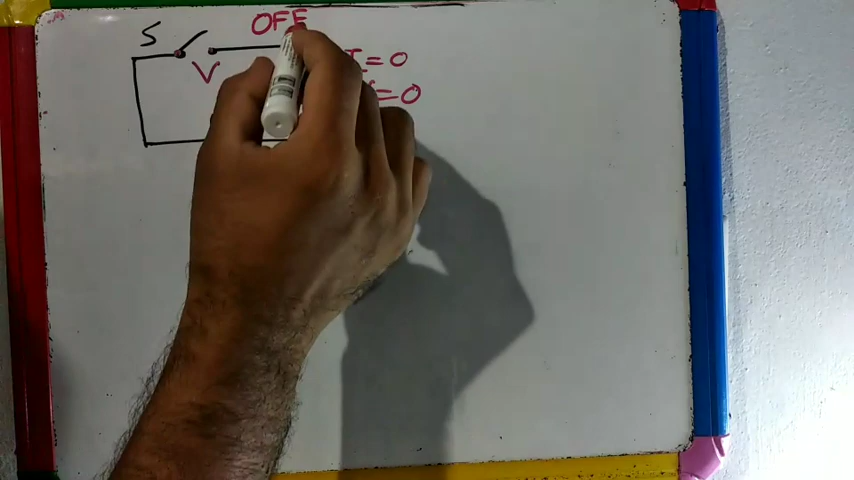 OFF
S
V
I = 0
= 0